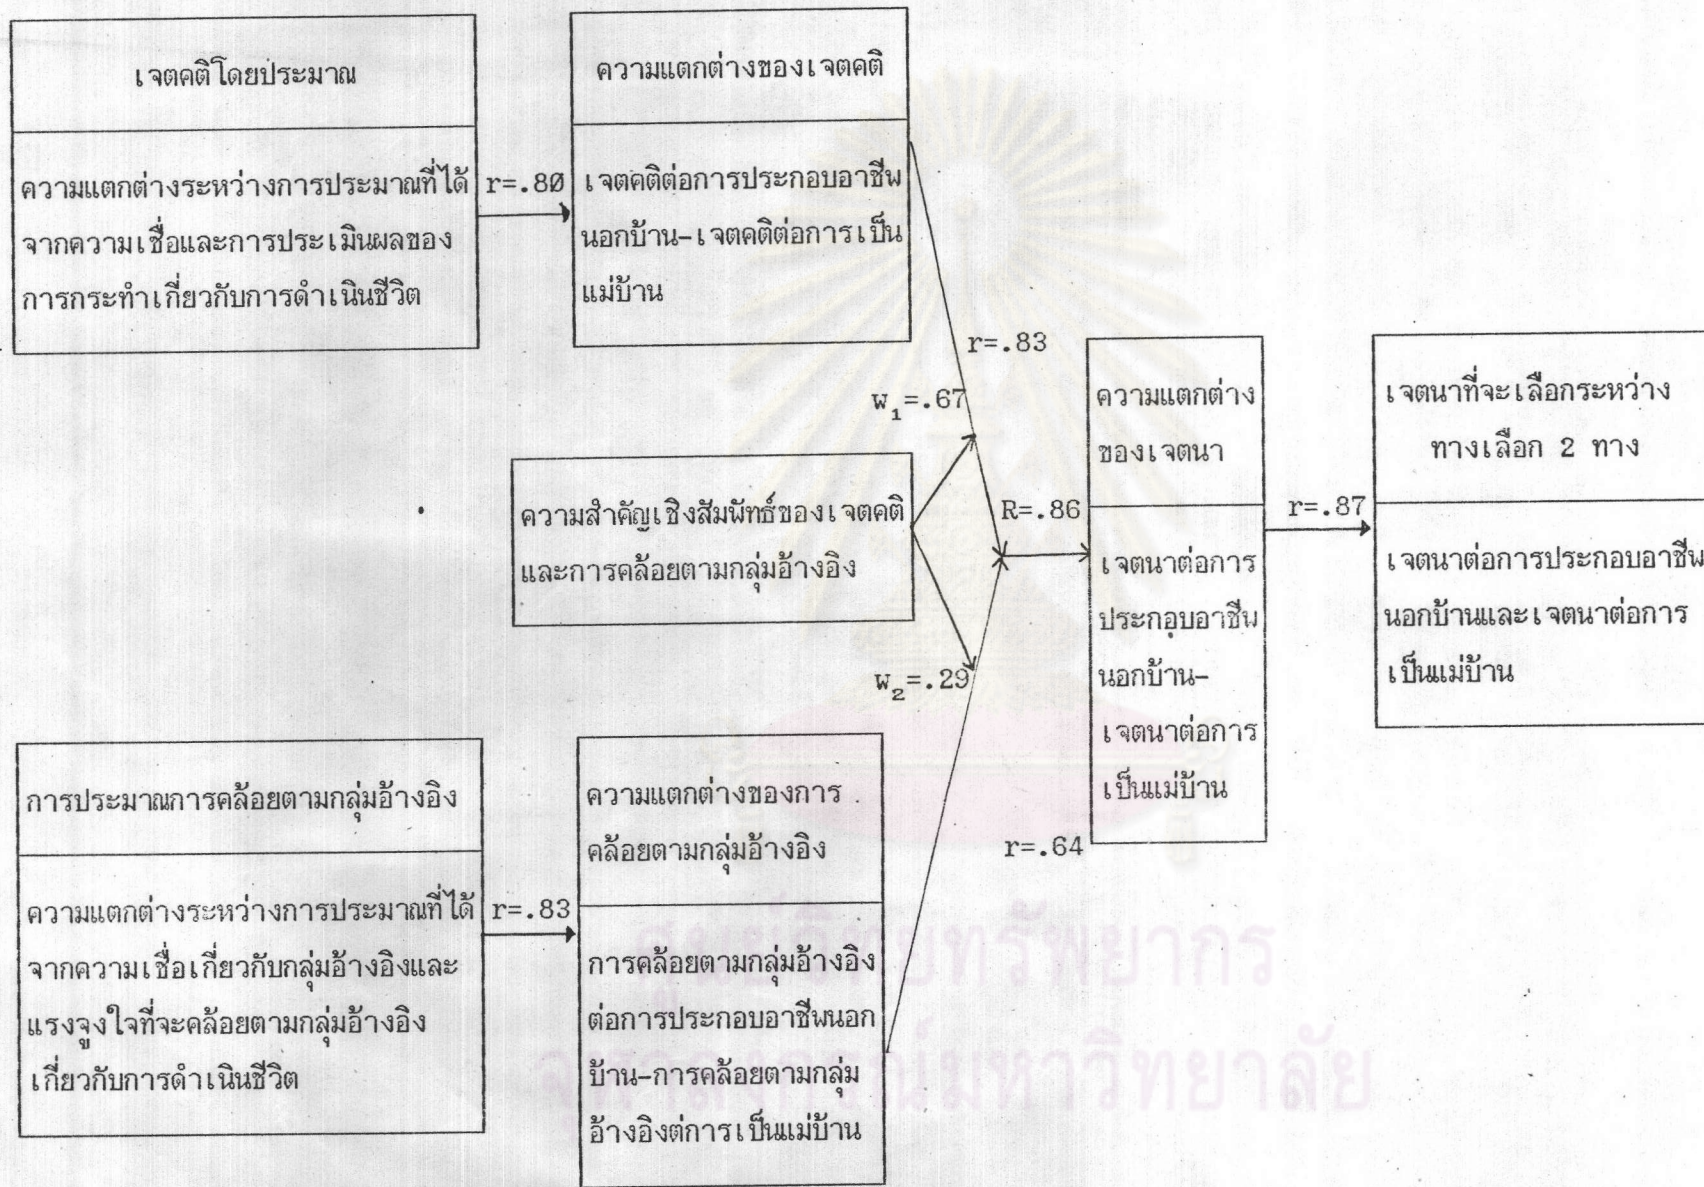 เจตคติโดยประมาณ
ความแตกต่างระหว่างการประมาณที่ได้
จากความเชื่อและการประเมินผลของ
การกระทำเกี่ยวกับการดำเนินชีวิต
r=.80
ความแตกต่างของเจตคติ
เจตคติต่อการประกอบอาชีพ
นอกบ้าน-เจตคติต่อการเป็น
แม่บ้าน
r=.83
w₁=.67
ความสำคัญเชิงสัมพัทธ์ของเจตคติ
และการคล้อยตามกลุ่มอ้างอิง
w₂=.29
R=.86
ความแตกต่าง
ของเจตนา
เจตนาต่อการ
ประกอบอาชีพ
นอกบ้าน-
เจตนาต่อการ
เป็นแม่บ้าน
r=.87
เจตนาที่จะเลือกระหว่าง
ทางเลือก 2 ทาง
เจตนาต่อการประกอบอาชีพ
นอกบ้านและเจตนาต่อการ
เป็นแม่บ้าน
การประมาณการคล้อยตามกลุ่มอ้างอิง
ความแตกต่างระหว่างการประมาณที่ได้
จากความเชื่อเกี่ยวกับกลุ่มอ้างอิงและ
แรงจูงใจที่จะคล้อยตามกลุ่มอ้างอิง
เกี่ยวกับการดำเนินชีวิต
r=.83
ความแตกต่างของการ
คล้อยตามกลุ่มอ้างอิง
การคล้อยตามกลุ่มอ้างอิง
ต่อการประกอบอาชีพนอก
บ้าน-การคล้อยตามกลุ่ม
อ้างอิงต่การเป็นแม่บ้าน
r=.64
ศูนย์วิทยทรัพยากร
จุฬาลงกรณ์มหาวิทยาลัย